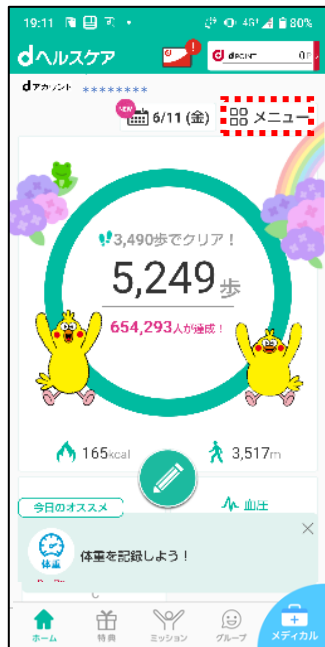 19:11 4G 80%
dヘルスケア d POINT 0P
dアカウント ********
NEW 6/11 (金) メニュー
3,490歩でクリア！
5,249歩
654,293人が達成！
165kcal 3,517m
今日のオススメ 血圧
体重 体重を記録しよう！
ホーム 特典 ミッション グループ メディカル